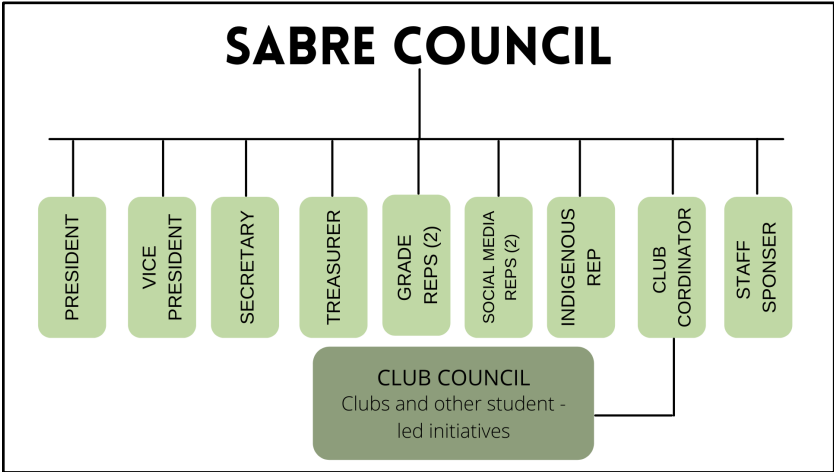 SABRE COUNCIL
PRESIDENT
VICE
PRESIDENT
SECRETARY
TREASURER
GRADE
REPS (2)
SOCIAL MEDIA
REPS (2)
INDIGENOUS
REP
CLUB
CORDINATOR
STAFF
SPONSER
CLUB COUNCIL
Clubs and other student -
led initiatives